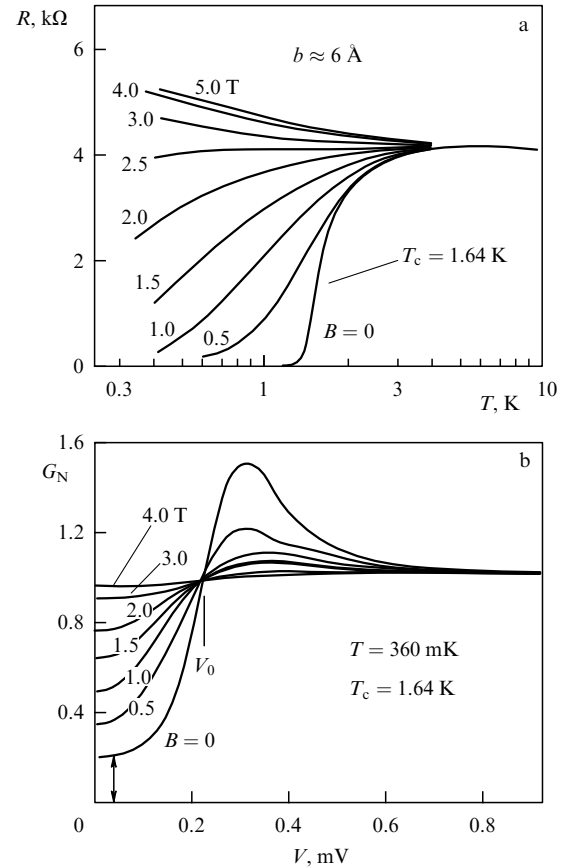 R, kΩ
a
b ≈ 6 Å
6
5.0 T
4.0
3.0
4
2.5
2.0
T_c = 1.64 K
2
1.5
1.0
0.5
B = 0
0
0.3
1
3
10
T, K
1.6
G_N
b
4.0 T
1.2
3.0
0.8
2.0
1.5
V_0
T = 360 mK
1.0
T_c = 1.64 K
0.5
0.4
B = 0
0
0.2
0.4
0.6
0.8
V, mV